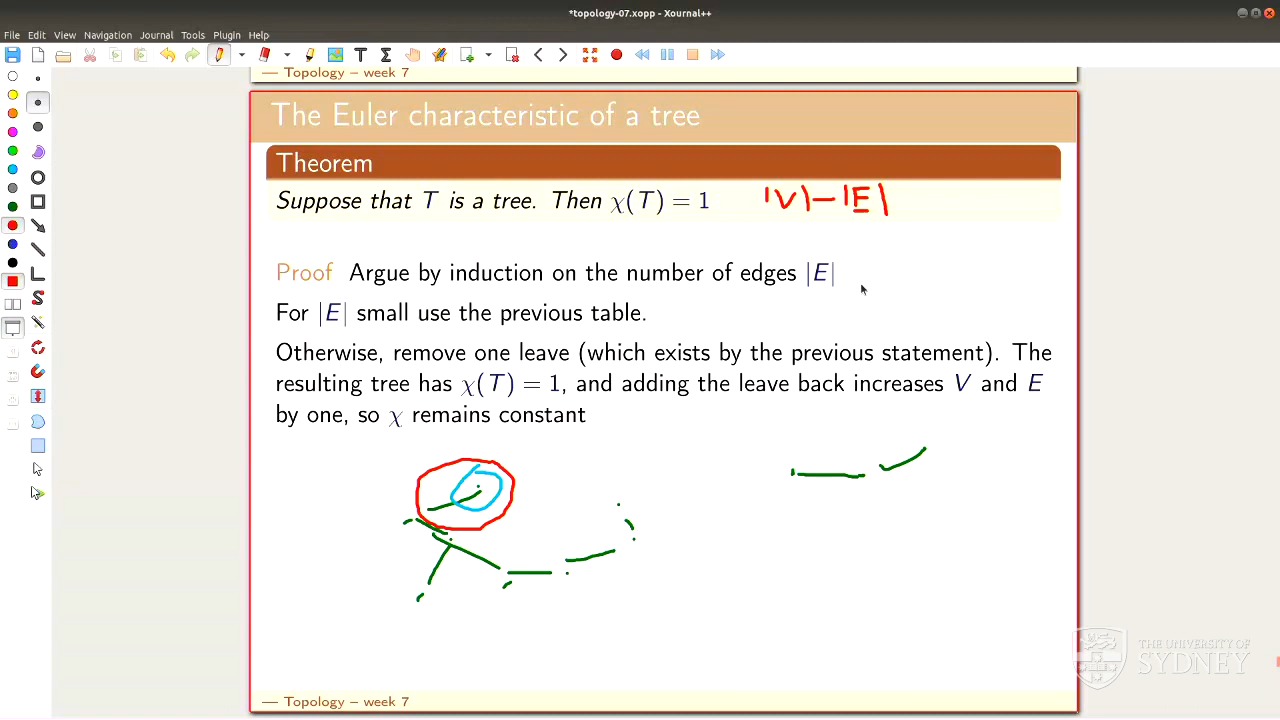 *topology-07.xopp - Xournal++
File Edit View Navigation Journal Tools Plugin Help
— Topology – week 7
The Euler characteristic of a tree
Theorem
Suppose that T is a tree. Then χ(T) = 1 |V|-|E|
Proof Argue by induction on the number of edges |E|
For |E| small use the previous table.
Otherwise, remove one leave (which exists by the previous statement). The
resulting tree has χ(T) = 1, and adding the leave back increases V and E
by one, so χ remains constant
THE UNIVERSITY OF
SYDNEY
— Topology – week 7